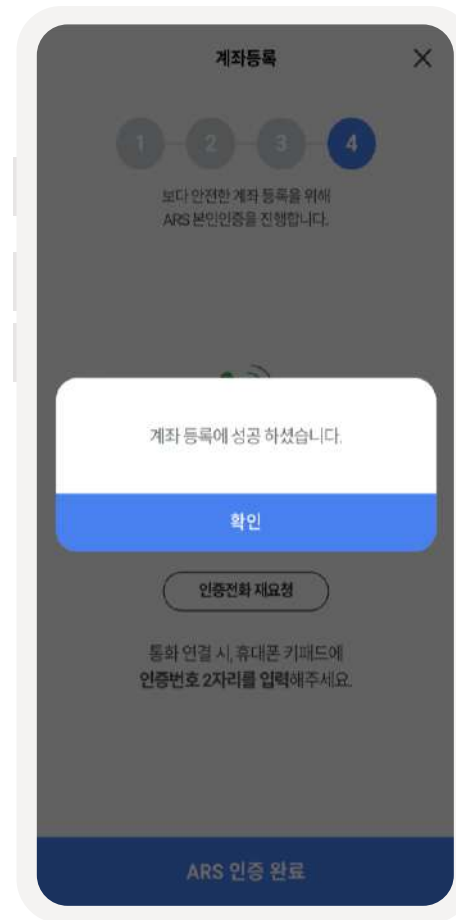 계좌등록
1 2 3 4
보다 안전한 계좌 등록을 위해
ARS 본인인증을 진행합니다.
계좌 등록에 성공 하셨습니다.
확인
인증전화 재요청
통화 연결 시, 휴대폰 키패드에
인증번호 2자리를 입력해주세요.
ARS 인증 완료